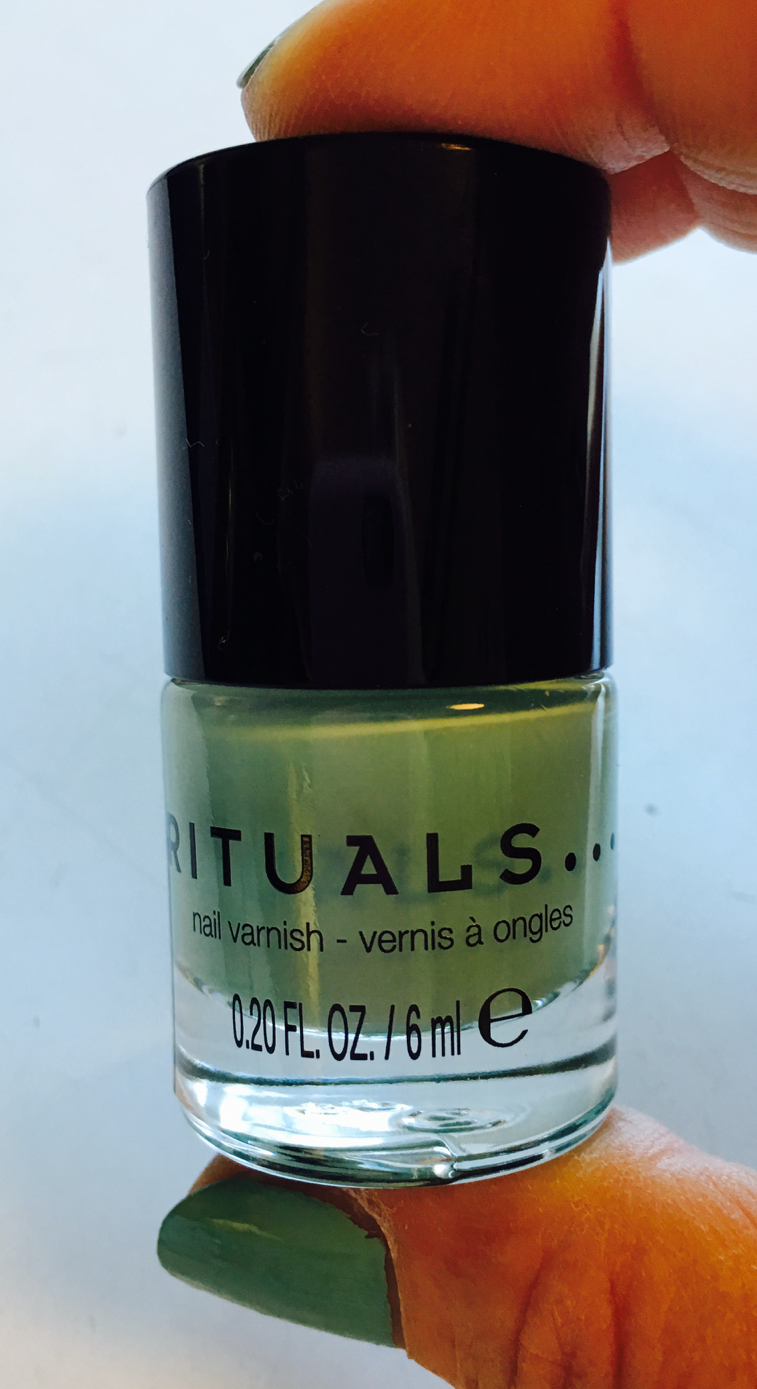 RITUALS...
nail varnish - vernis à ongles
0.20 FL. OZ. / 6 ml ℮